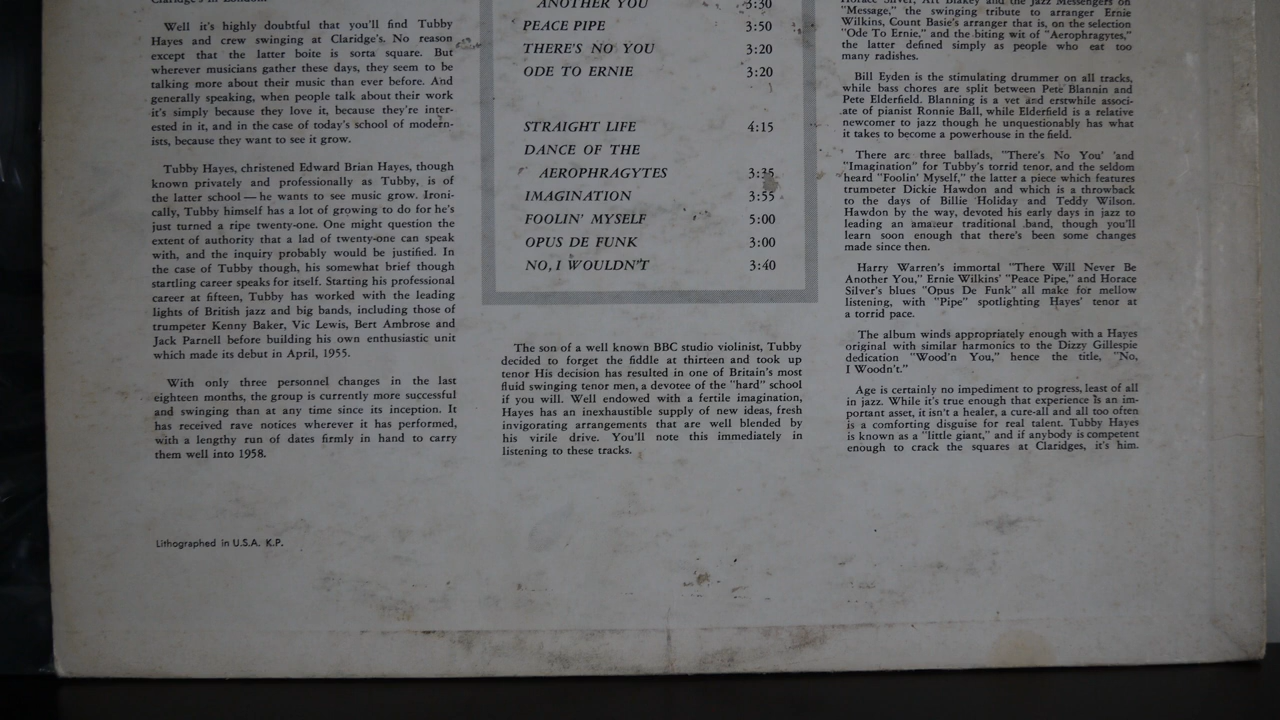 Claridge's in London.
Well it's highly doubtful that you'll find Tubby
Hayes and crew swinging at Claridge's. No reason
except that the latter boite is sorta square. But
wherever musicians gather these days, they seem to be
talking more about their music than ever before. And
generally speaking, when people talk about their work
it's simply because they love it, because they're inter-
ested in it, and in the case of today's school of modern-
ists, because they want to see it grow.
Tubby Hayes, christened Edward Brian Hayes, though
known privately and professionally as Tubby, is of
the latter school — he wants to see music grow. Ironi-
cally, Tubby himself has a lot of growing to do for he's
just turned a ripe twenty-one. One might question the
extent of authority that a lad of twenty-one can speak
with, and the inquiry probably would be justified. In
the case of Tubby though, his somewhat brief though
startling career speaks for itself. Starting his professional
career at fifteen, Tubby has worked with the leading
lights of British jazz and big bands, including those of
trumpeter Kenny Baker, Vic Lewis, Bert Ambrose and
Jack Parnell before building his own enthusiastic unit
which made its debut in April, 1955.
With only three personnel changes in the last
eighteen months, the group is currently more successful
and swinging than at any time since its inception. It
has received rave notices wherever it has performed,
with a lengthy run of dates firmly in hand to carry
them well into 1958.
Lithographed in U.S.A. K.P.
ANOTHER YOU 3:30
PEACE PIPE 3:50
THERE'S NO YOU 3:20
ODE TO ERNIE 3:20
STRAIGHT LIFE 4:15
DANCE OF THE
AEROPHRAGYTES 3:35
IMAGINATION 3:55
FOOLIN' MYSELF 5:00
OPUS DE FUNK 3:00
NO, I WOULDN'T 3:40
The son of a well known BBC studio violinist, Tubby
decided to forget the fiddle at thirteen and took up
tenor His decision has resulted in one of Britain's most
fluid swinging tenor men, a devotee of the "hard" school
if you will. Well endowed with a fertile imagination,
Hayes has an inexhaustible supply of new ideas, fresh
invigorating arrangements that are well blended by
his virile drive. You'll note this immediately in
listening to these tracks.
Horace Silver, Art Blakey and the Jazz Messengers on
"Message," the swinging tribute to arranger Ernie
Wilkins, Count Basie's arranger that is, on the selection
"Ode To Ernie," and the biting wit of "Aerophragytes,"
the latter defined simply as people who eat too
many radishes.
Bill Eyden is the stimulating drummer on all tracks,
while bass chores are split between Pete Blannin and
Pete Elderfield. Blanning is a vet and erstwhile associ-
ate of pianist Ronnie Ball, while Elderfield is a relative
newcomer to jazz though he unquestionably has what
it takes to become a powerhouse in the field.
There are three ballads, "There's No You' 'and
"Imagination" for Tubby's torrid tenor, and the seldom
heard "Foolin' Myself," the latter a piece which features
trumpeter Dickie Hawdon and which is a throwback
to the days of Billie Holiday and Teddy Wilson.
Hawdon by the way, devoted his early days in jazz to
leading an amateur traditional band, though you'll
learn soon enough that there's been some changes
made since then.
Harry Warren's immortal "There Will Never Be
Another You," Ernie Wilkins' "Peace Pipe," and Horace
Silver's blues "Opus De Funk" all make for mellow
listening, with "Pipe" spotlighting Hayes' tenor at
a torrid pace.
The album winds appropriately enough with a Hayes
original with similar harmonics to the Dizzy Gillespie
dedication "Wood'n You," hence the title, "No,
I Woodn't."
Age is certainly no impediment to progress, least of all
in jazz. While it's true enough that experience is an im-
portant asset, it isn't a healer, a cure-all and all too often
is a comforting disguise for real talent. Tubby Hayes
is known as a "little giant," and if anybody is competent
enough to crack the squares at Claridges, it's him.